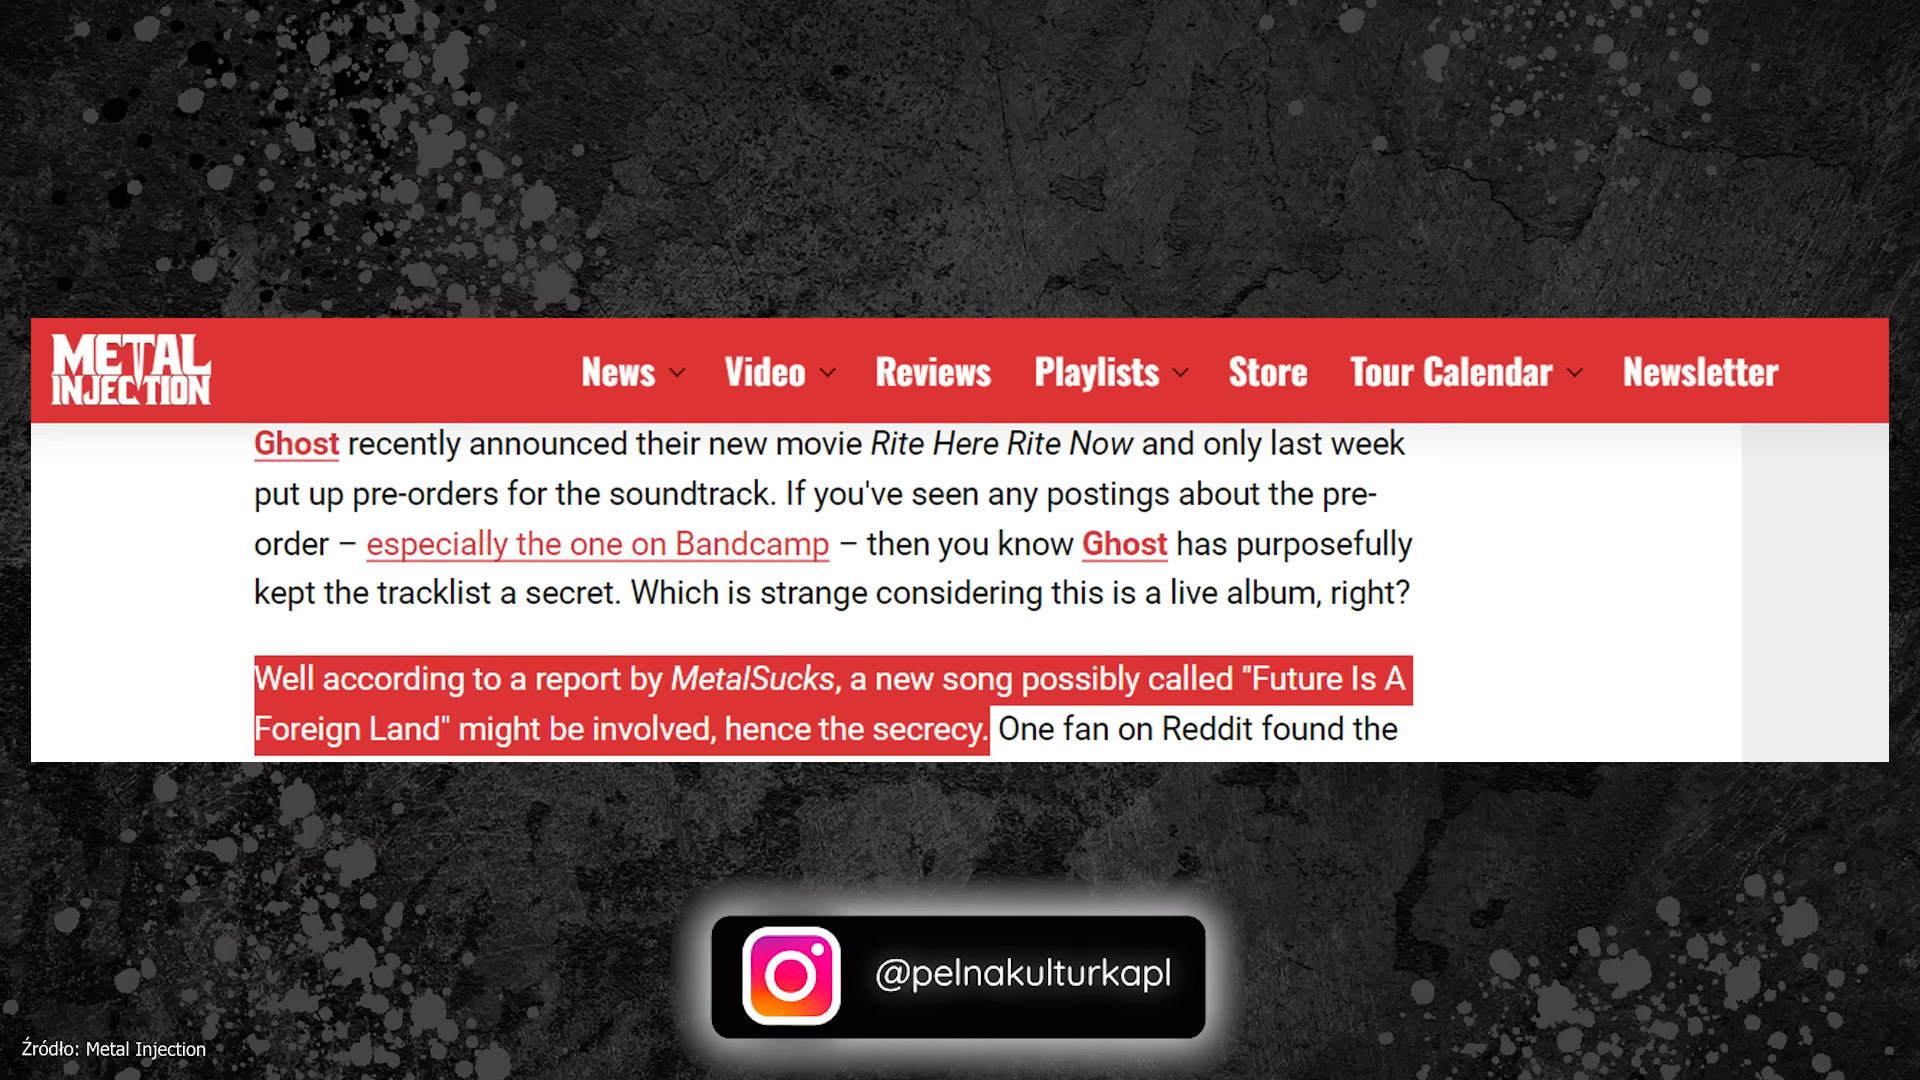 METAL
INJECTION
News Video Reviews Playlists Store Tour Calendar Newsletter
Ghost recently announced their new movie Rite Here Rite Now and only last week
put up pre-orders for the soundtrack. If you've seen any postings about the pre-
order – especially the one on Bandcamp – then you know Ghost has purposefully
kept the tracklist a secret. Which is strange considering this is a live album, right?
Well according to a report by MetalSucks, a new song possibly called "Future Is A
Foreign Land" might be involved, hence the secrecy. One fan on Reddit found the
@pelnakulturkapl
Źródło: Metal Injection